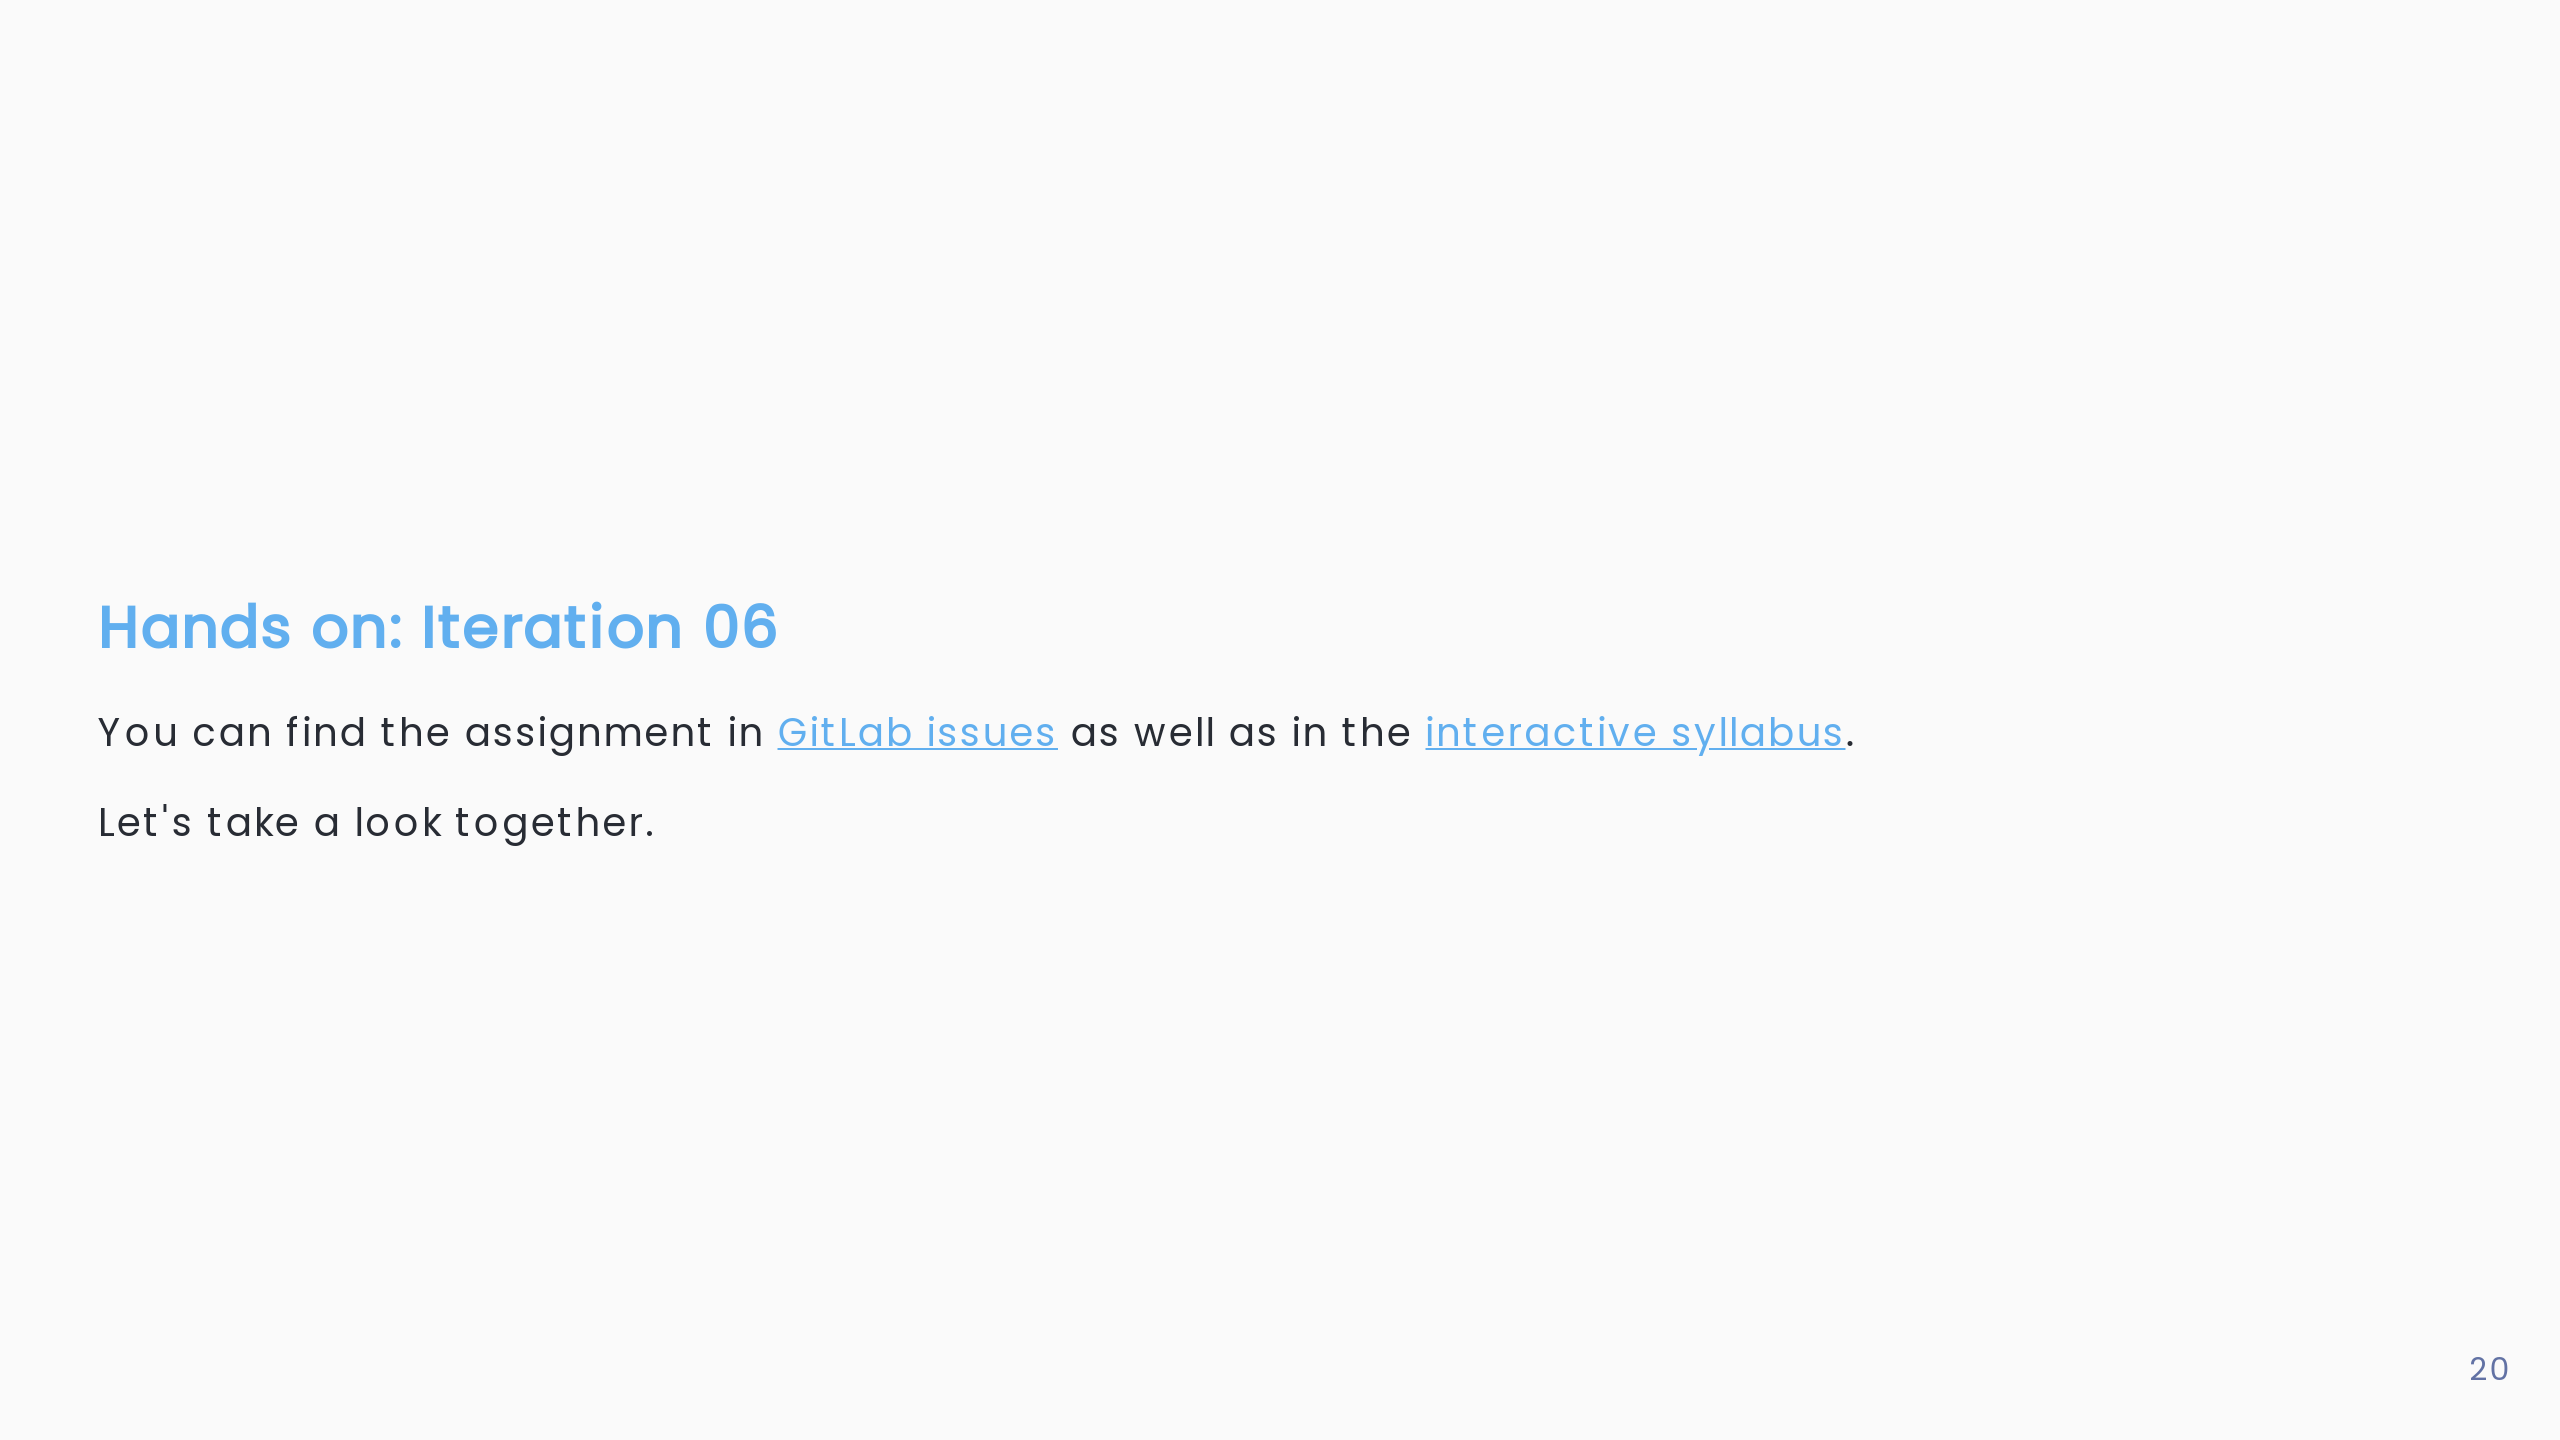 Hands on: Iteration 06
You can find the assignment in GitLab issues as well as in the interactive syllabus.
Let's take a look together.
20